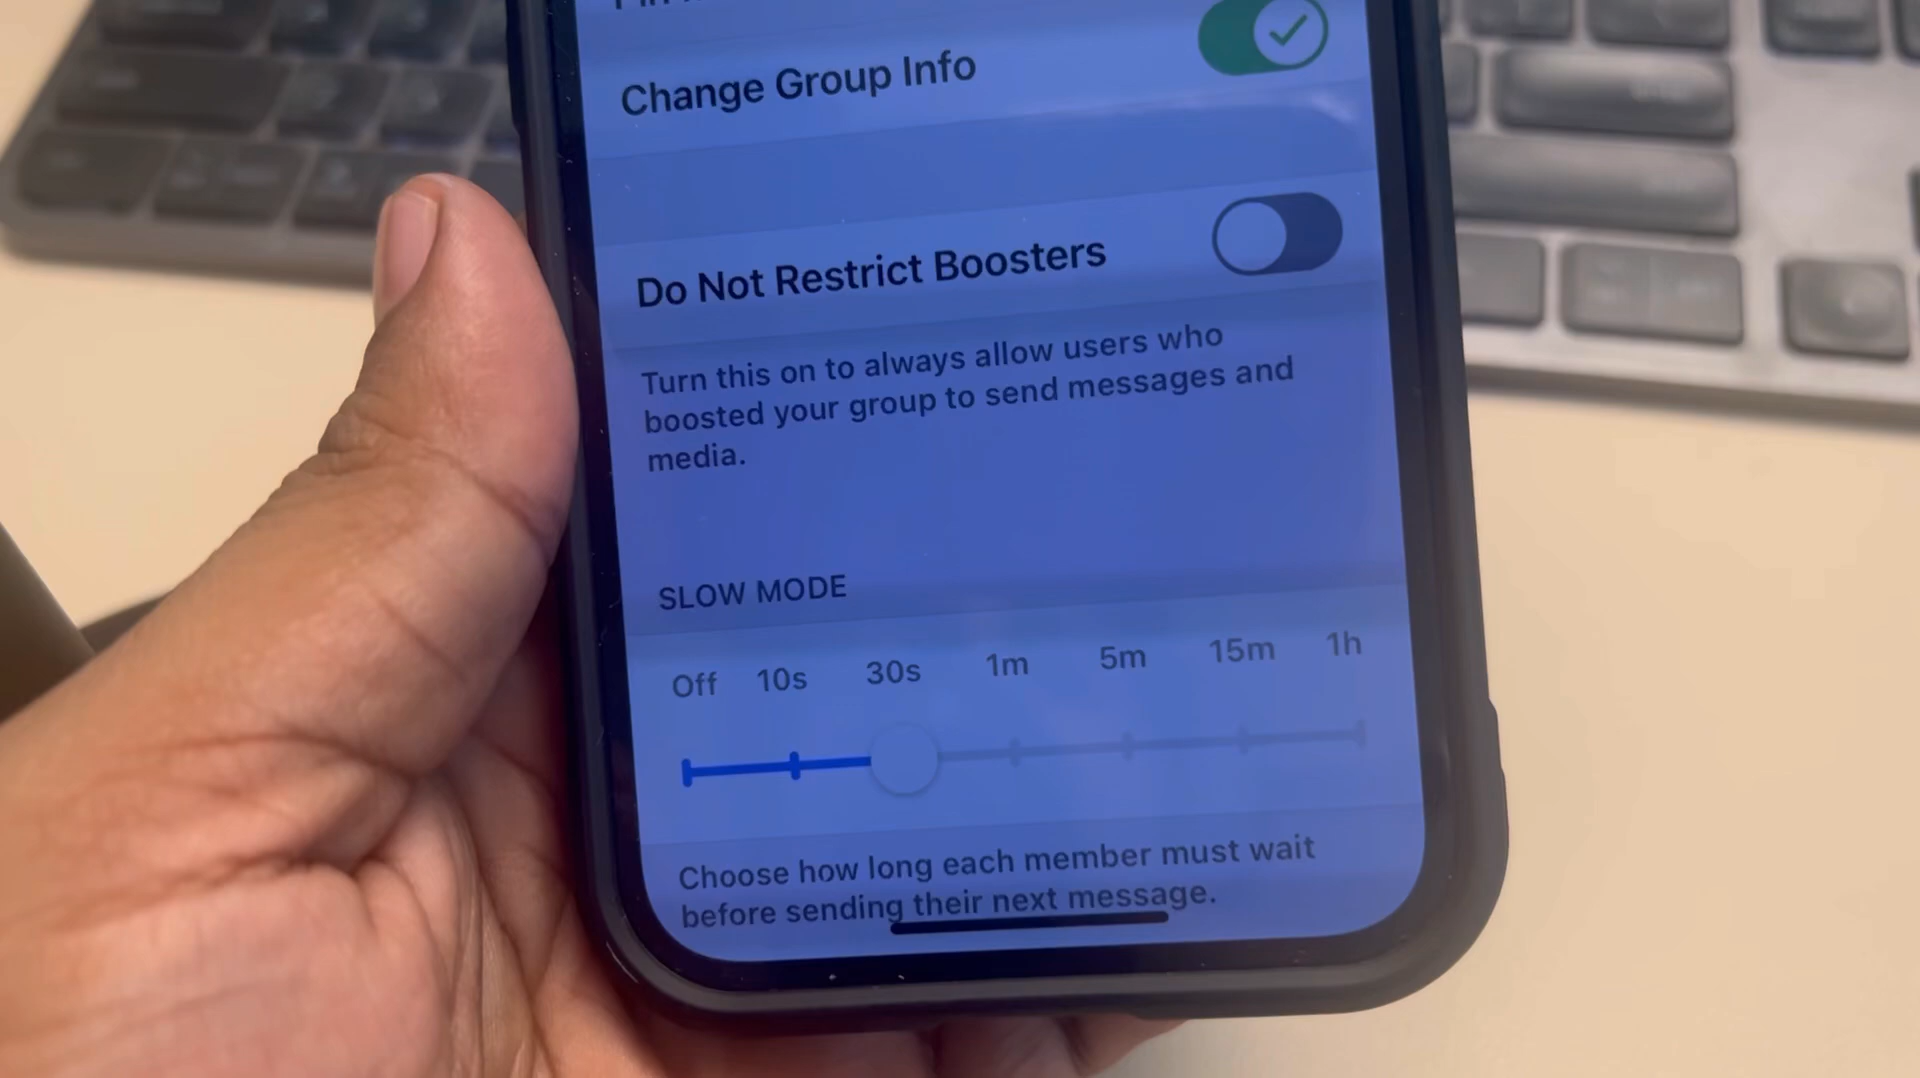 Change Group Info
Do Not Restrict Boosters
Turn this on to always allow users who
boosted your group to send messages and
media.
SLOW MODE
Off 10s 30s 1m 5m 15m 1h
Choose how long each member must wait
before sending their next message.